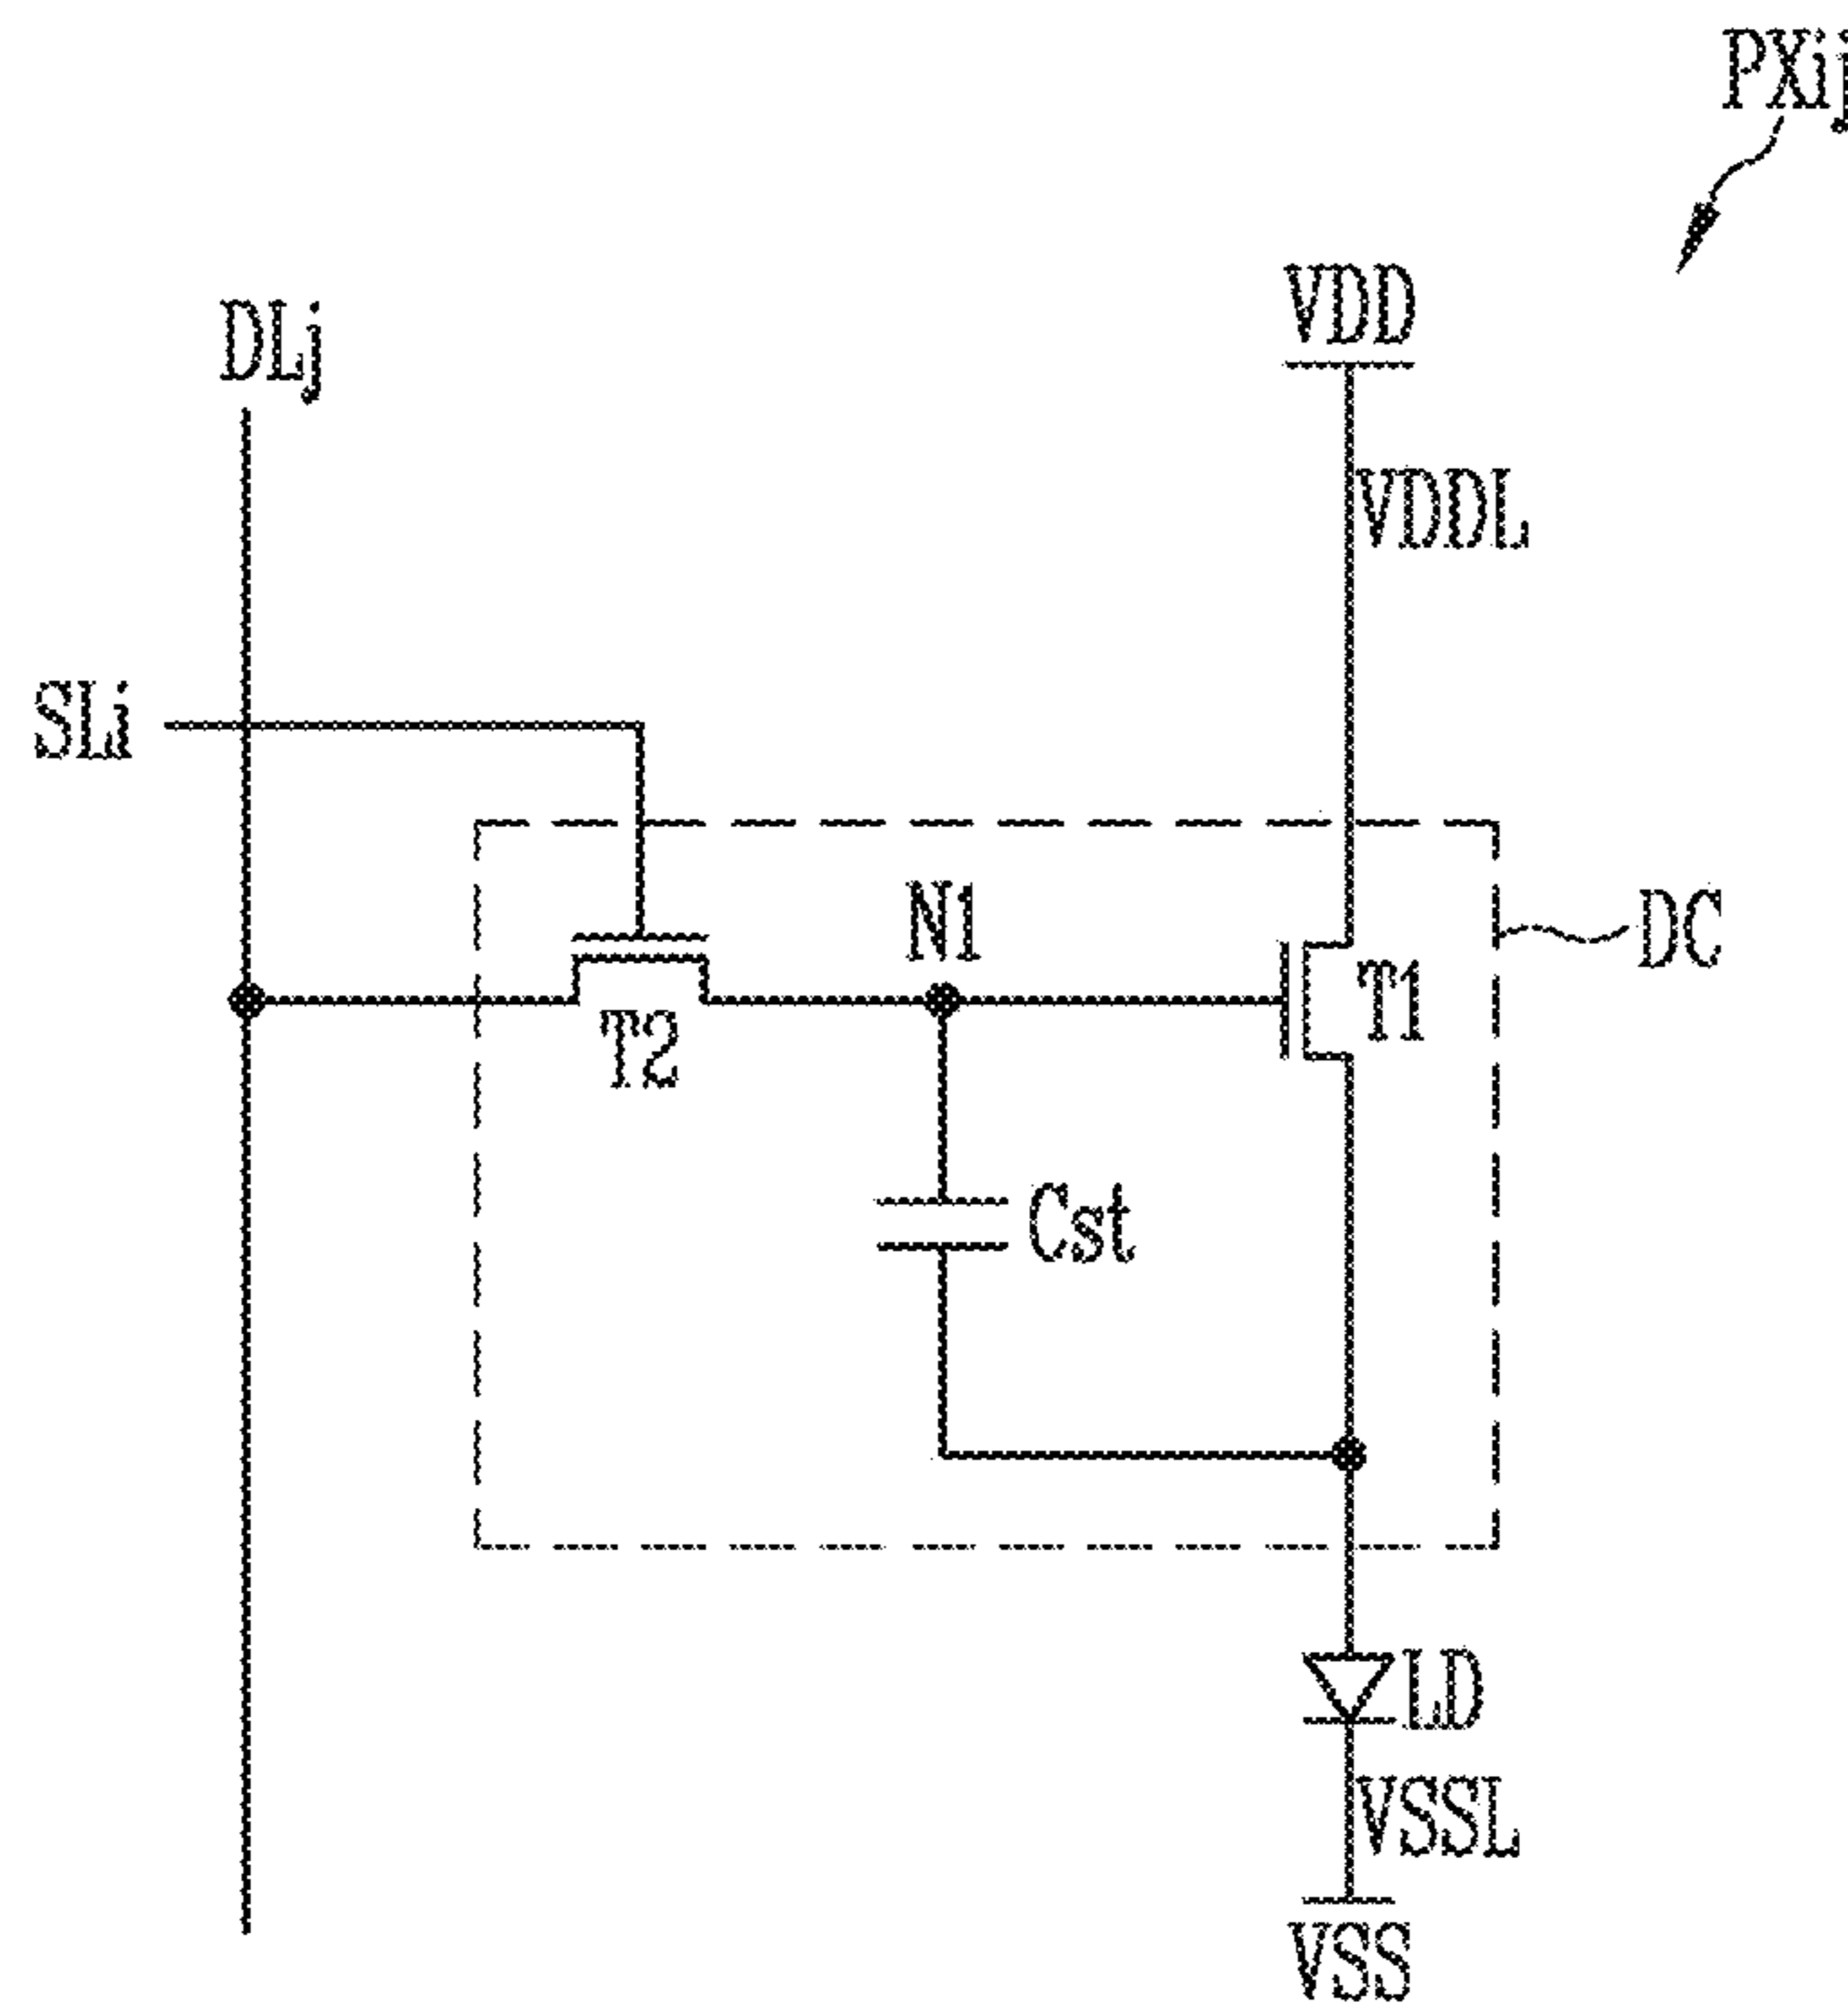 PXij
VDD
DLj
VDDL
SLi
N1
DC
T1
T2
Cst
LD
VSSL
VSS